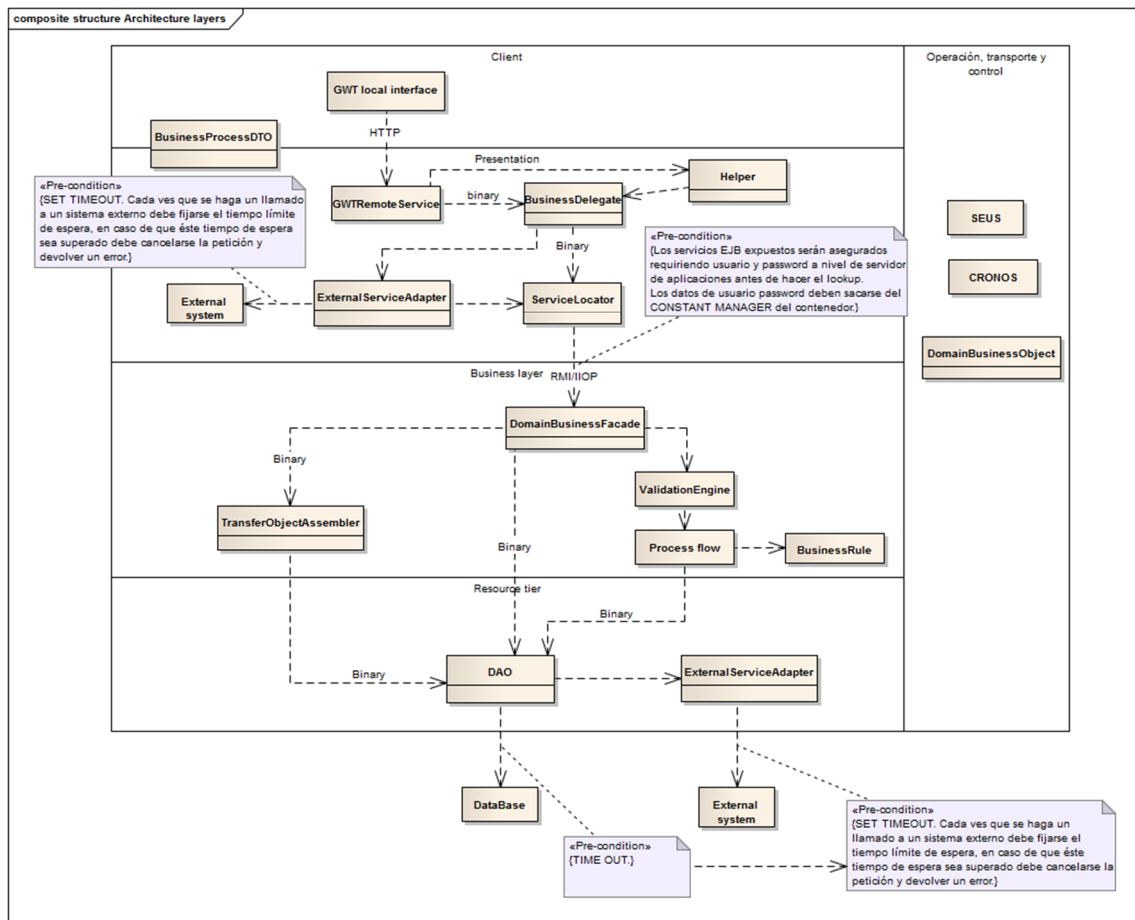 composite structure Architecture layers
Client
Operación, transporte y
control
GWT local interface
HTTP
BusinessProcessDTO
Presentation
Helper
«Pre-condition»
{SET TIMEOUT. Cada ves que se haga un llamado
a un sistema externo debe fijarse el tiempo límite
de espera, en caso de que éste tiempo de espera
sea superado debe cancelarse la petición y
devolver un error.}
GWTRemoteService
binary
BusinessDelegate
SEUS
«Pre-condition»
{Los servicios EJB expuestos serán asegurados
requiriendo usuario y password a nivel de servidor
de aplicaciones antes de hacer el lookup.
Los datos de usuario password deben sacarse del
CONSTANT MANAGER del contenedor.}
Binary
CRONOS
External
system
ExternalServiceAdapter
ServiceLocator
DomainBusinessObject
Business layer
RMI/IIOP
DomainBusinessFacade
Binary
ValidationEngine
TransferObjectAssembler
Binary
Process flow
BusinessRule
Resource tier
Binary
Binary
DAO
ExternalServiceAdapter
DataBase
External
system
«Pre-condition»
{TIME OUT.}
«Pre-condition»
{SET TIMEOUT. Cada ves que se haga un
llamado a un sistema externo debe fijarse el
tiempo límite de espera, en caso de que éste
tiempo de espera sea superado debe cancelarse la
petición y devolver un error.}